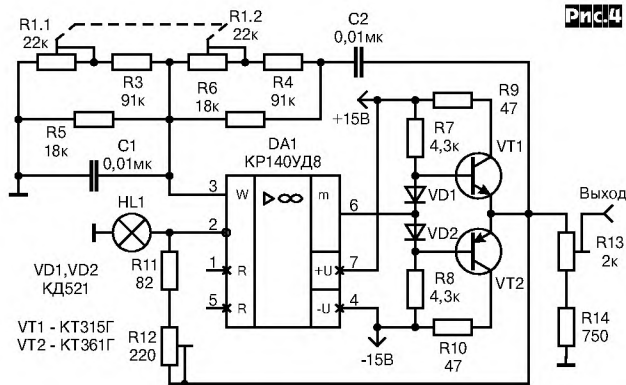 Рис.4
R1.1
22к
R1.2
22к
C2
0,01мк
R3
91к
R6
18к
R4
91к
R9
47
+15В
R5
18к
R7
4,3к
VT1
C1
0,01мк
DA1
КР140УД8
3
W
▷∞
m
VD1
Выход
HL1
2
6
VD2
R13
2к
R11
82
1
R
+U
7
VD1,VD2
КД521
R8
4,3к
VT2
5
R
-U
4
R14
750
VT1 - КТ315Г
VT2 - КТ361Г
R12
220
-15В
R10
47